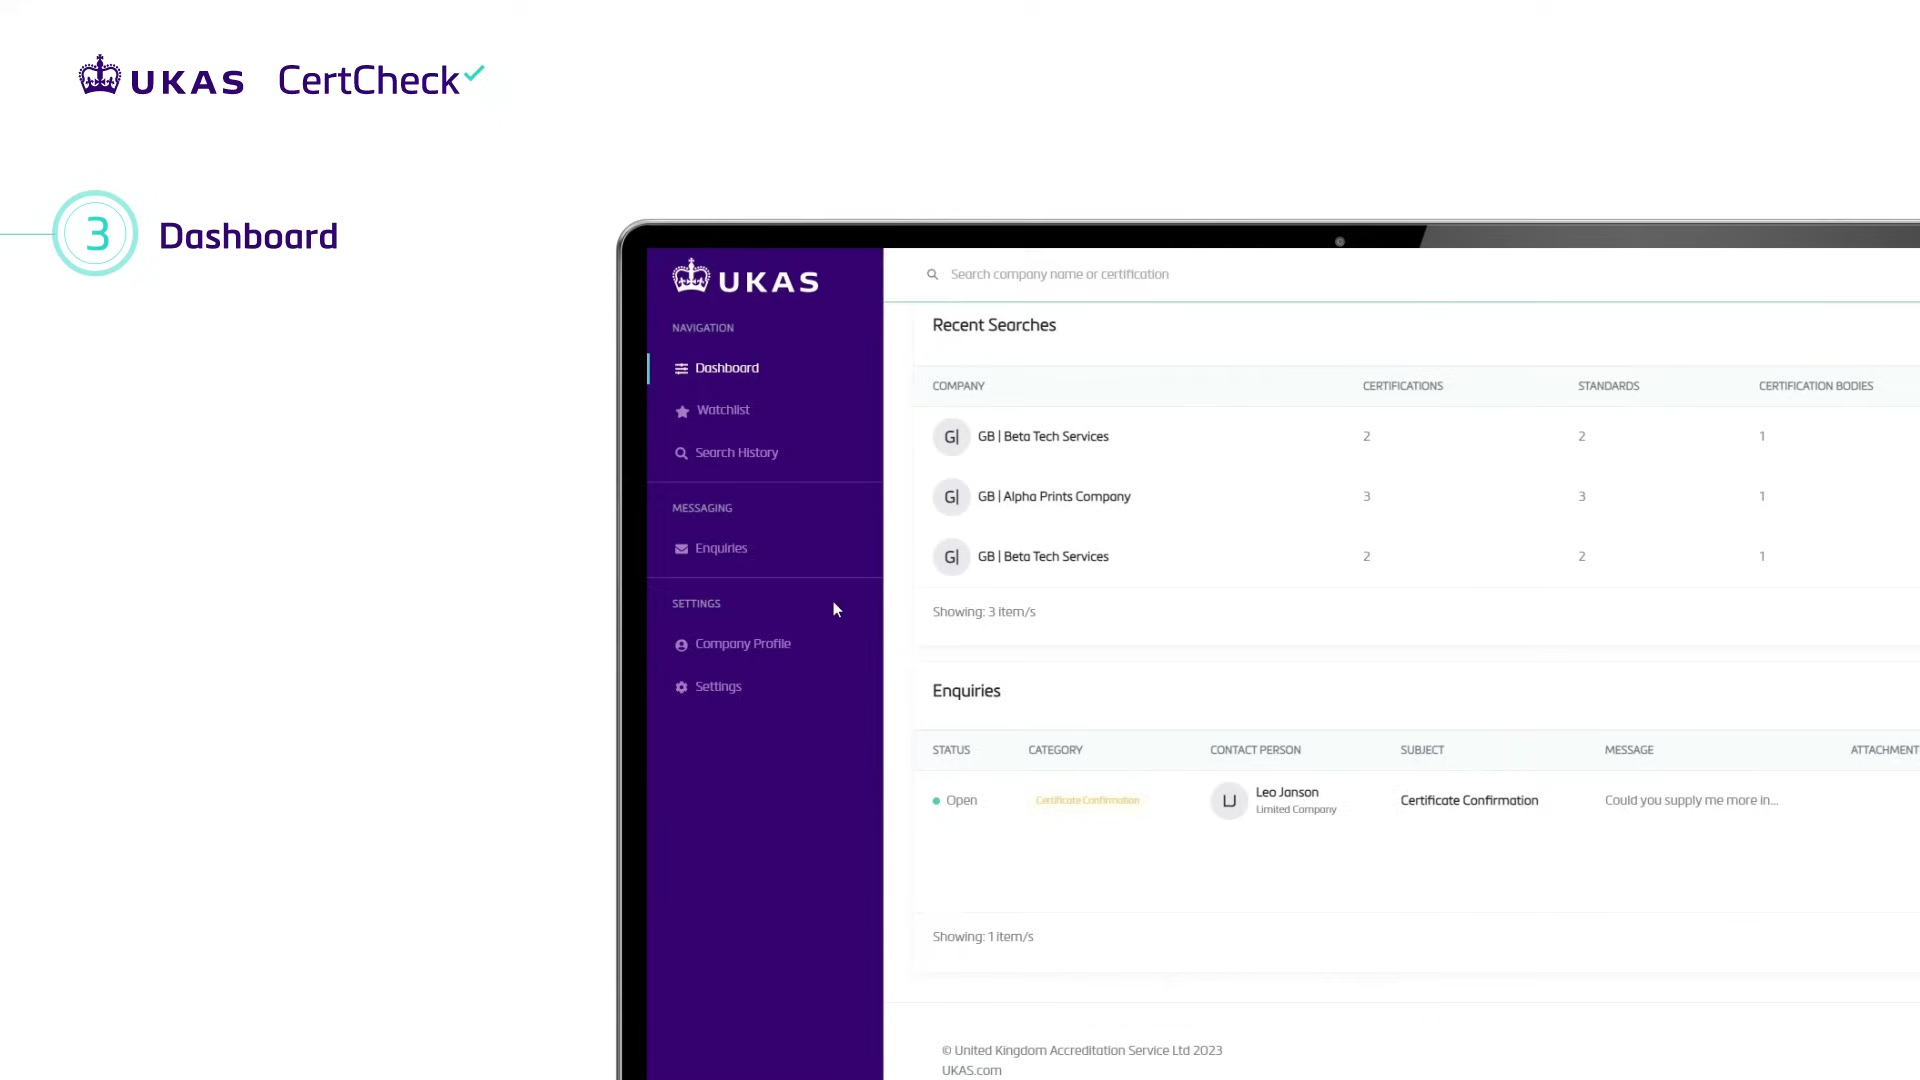 UKAS CertCheck
3 Dashboard
UKAS
NAVIGATION
Dashboard
Watchlist
Search History
MESSAGING
Enquiries
SETTINGS
Company Profile
Settings
Search company name or certification
Recent Searches
COMPANY CERTIFICATIONS STANDARDS CERTIFICATION BODIES
G| GB | Beta Tech Services 2 2 1
G| GB | Alpha Prints Company 3 3 1
G| GB | Beta Tech Services 2 2 1
Showing: 3 item/s
Enquiries
STATUS CATEGORY CONTACT PERSON SUBJECT MESSAGE ATTACHMENT
Open Certificate Confirmation LJ Leo Janson Certificate Confirmation Could you supply me more in...
Limited Company
Showing: 1 item/s
© United Kingdom Accreditation Service Ltd 2023
UKAS.com